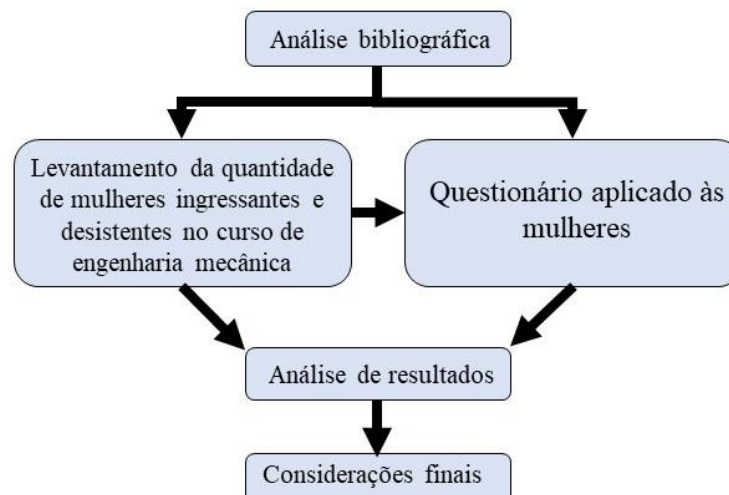 Análise bibliográfica
Levantamento da quantidade
de mulheres ingressantes e
desistentes no curso de
engenharia mecânica
Questionário aplicado às
mulheres
Análise de resultados
Considerações finais